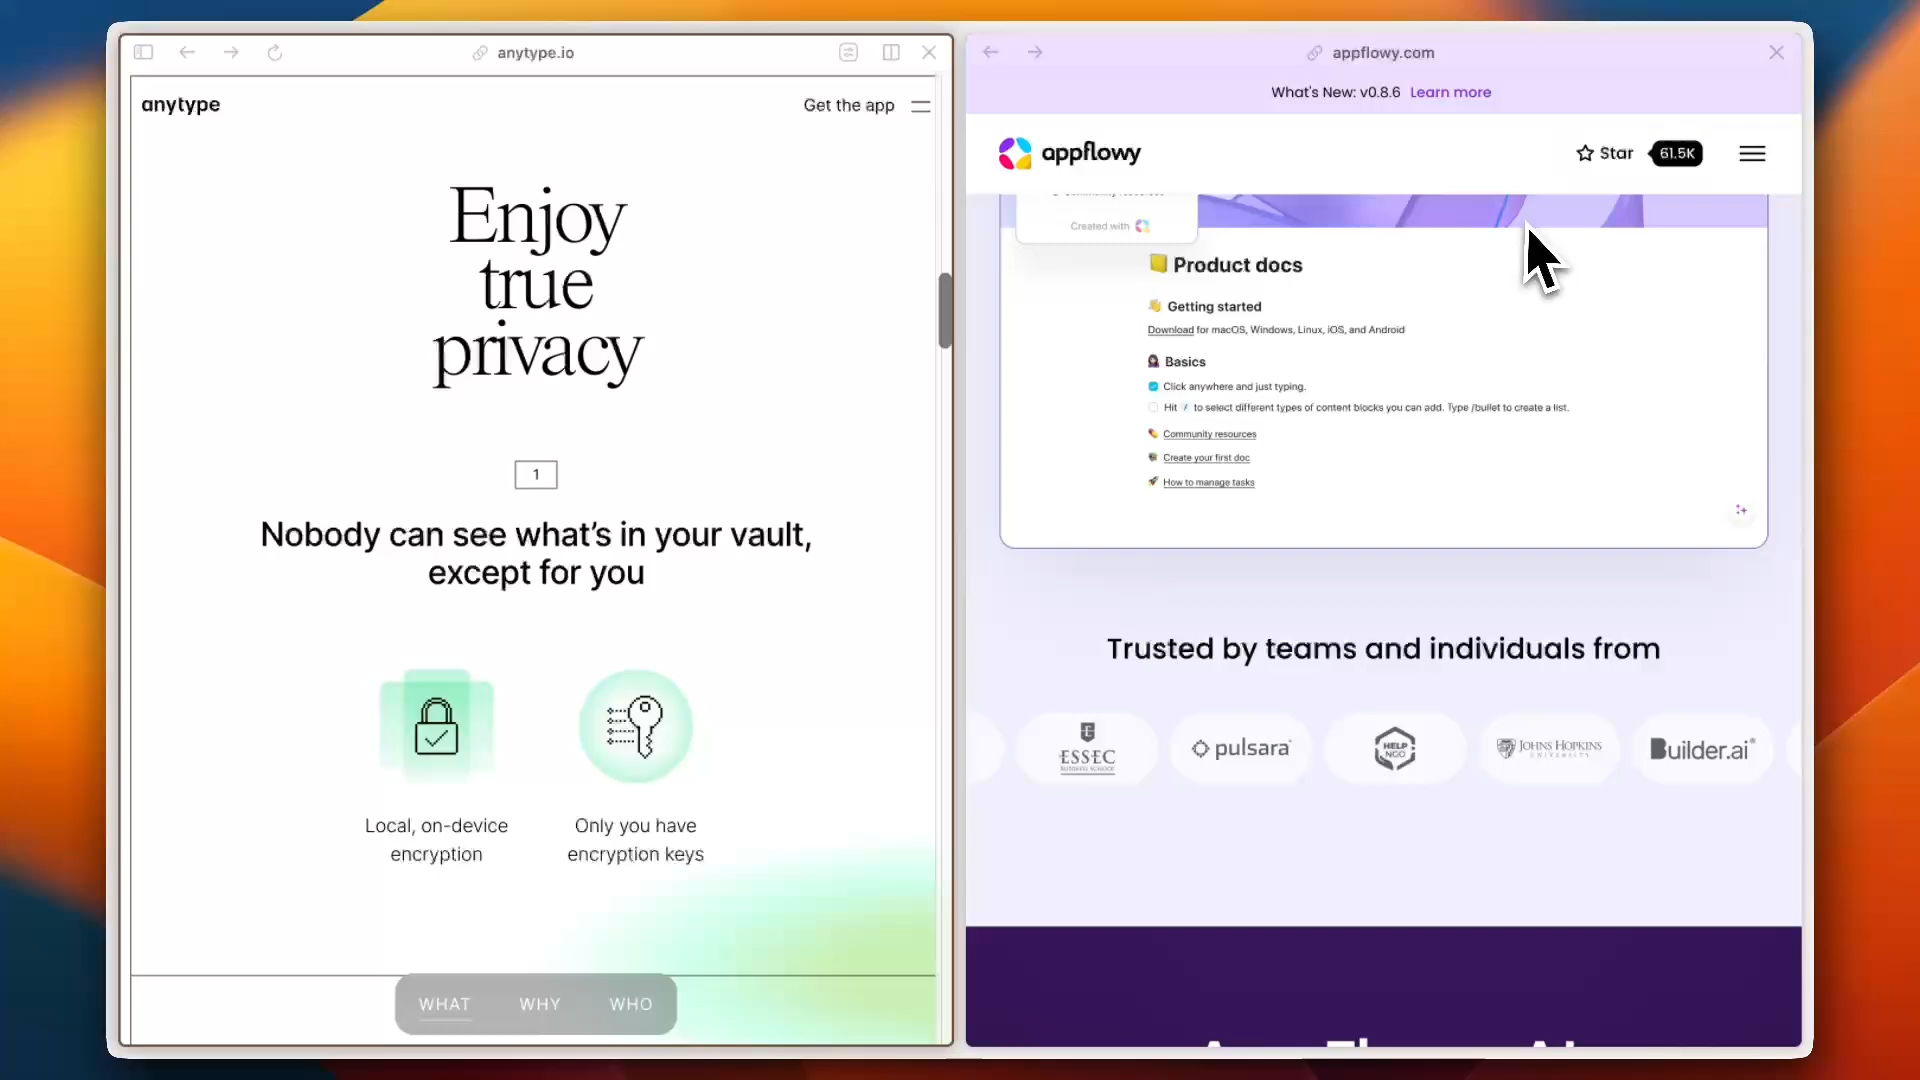 anytype.io
anytype
Get the app
Enjoy
true
privacy
1
Nobody can see what's in your vault,
except for you
Local, on-device
encryption
Only you have
encryption keys
WHAT
WHY
WHO
appflowy.com
What's New: v0.8.6 Learn more
appflowy
Star
61.5K
Created with
Product docs
Getting started
Download for macOS, Windows, Linux, iOS, and Android
Basics
Click anywhere and just typing.
Hit / to select different types of content blocks you can add. Type /bullet to create a list.
Community resources
Create your first doc
How to manage tasks
Trusted by teams and individuals from
ESSEC
BUSINESS SCHOOL
pulsara
HELP
NGO
JOHNS HOPKINS
UNIVERSITY
Builder.ai